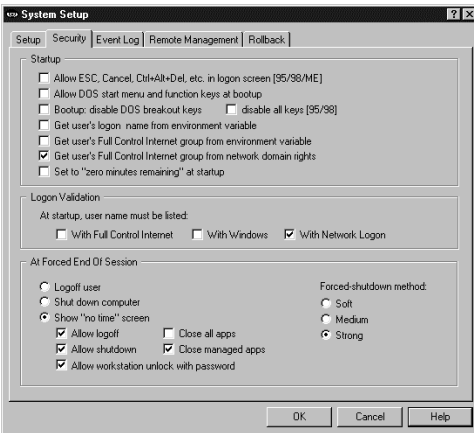 System Setup
Setup Security Event Log Remote Management Rollback
Startup
Allow ESC, Cancel, Ctrl+Alt+Del, etc. in logon screen [95/98/ME]
Allow DOS start menu and function keys at bootup
Bootup: disable DOS breakout keys disable all keys [95/98]
Get user's logon name from environment variable
Get user's Full Control Internet group from environment variable
Get user's Full Control Internet group from network domain rights
Set to "zero minutes remaining" at startup
Logon Validation
At startup, user name must be listed:
With Full Control Internet With Windows With Network Logon
At Forced End Of Session
Logoff user Forced-shutdown method:
Shut down computer Soft
Show "no time" screen Medium
Allow logoff Close all apps Strong
Allow shutdown Close managed apps
Allow workstation unlock with password
OK Cancel Help